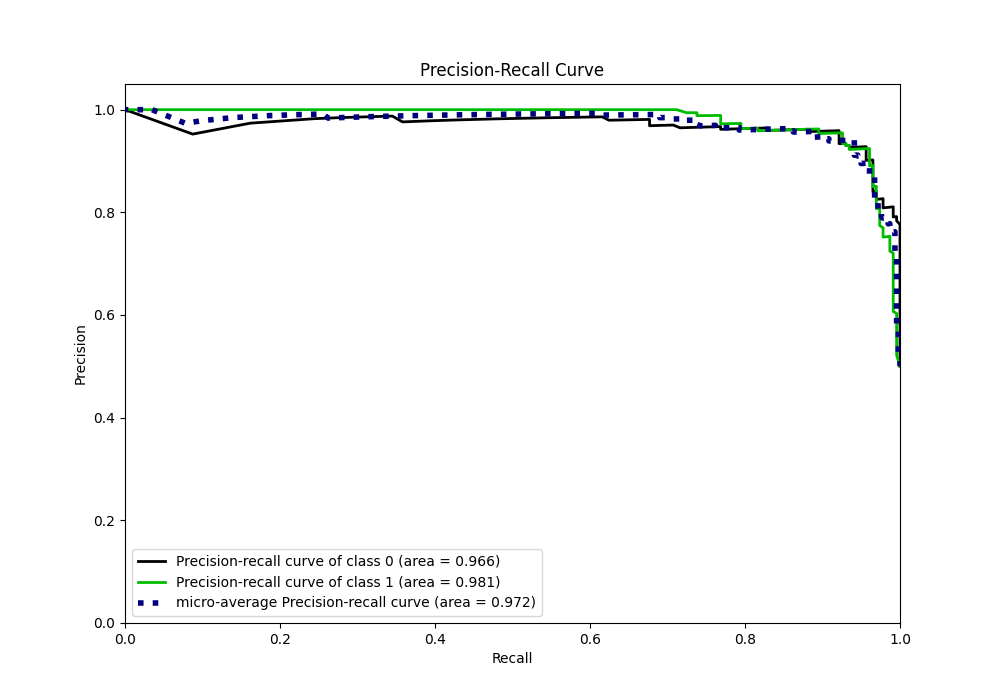 Precision-Recall Curve
1.0
0.8
0.6
0.4
0.2
0.0
Precision
Precision-recall curve of class 0 (area = 0.966)
Precision-recall curve of class 1 (area = 0.981)
micro-average Precision-recall curve (area = 0.972)
0.0 0.2 0.4 0.6 0.8 1.0
Recall